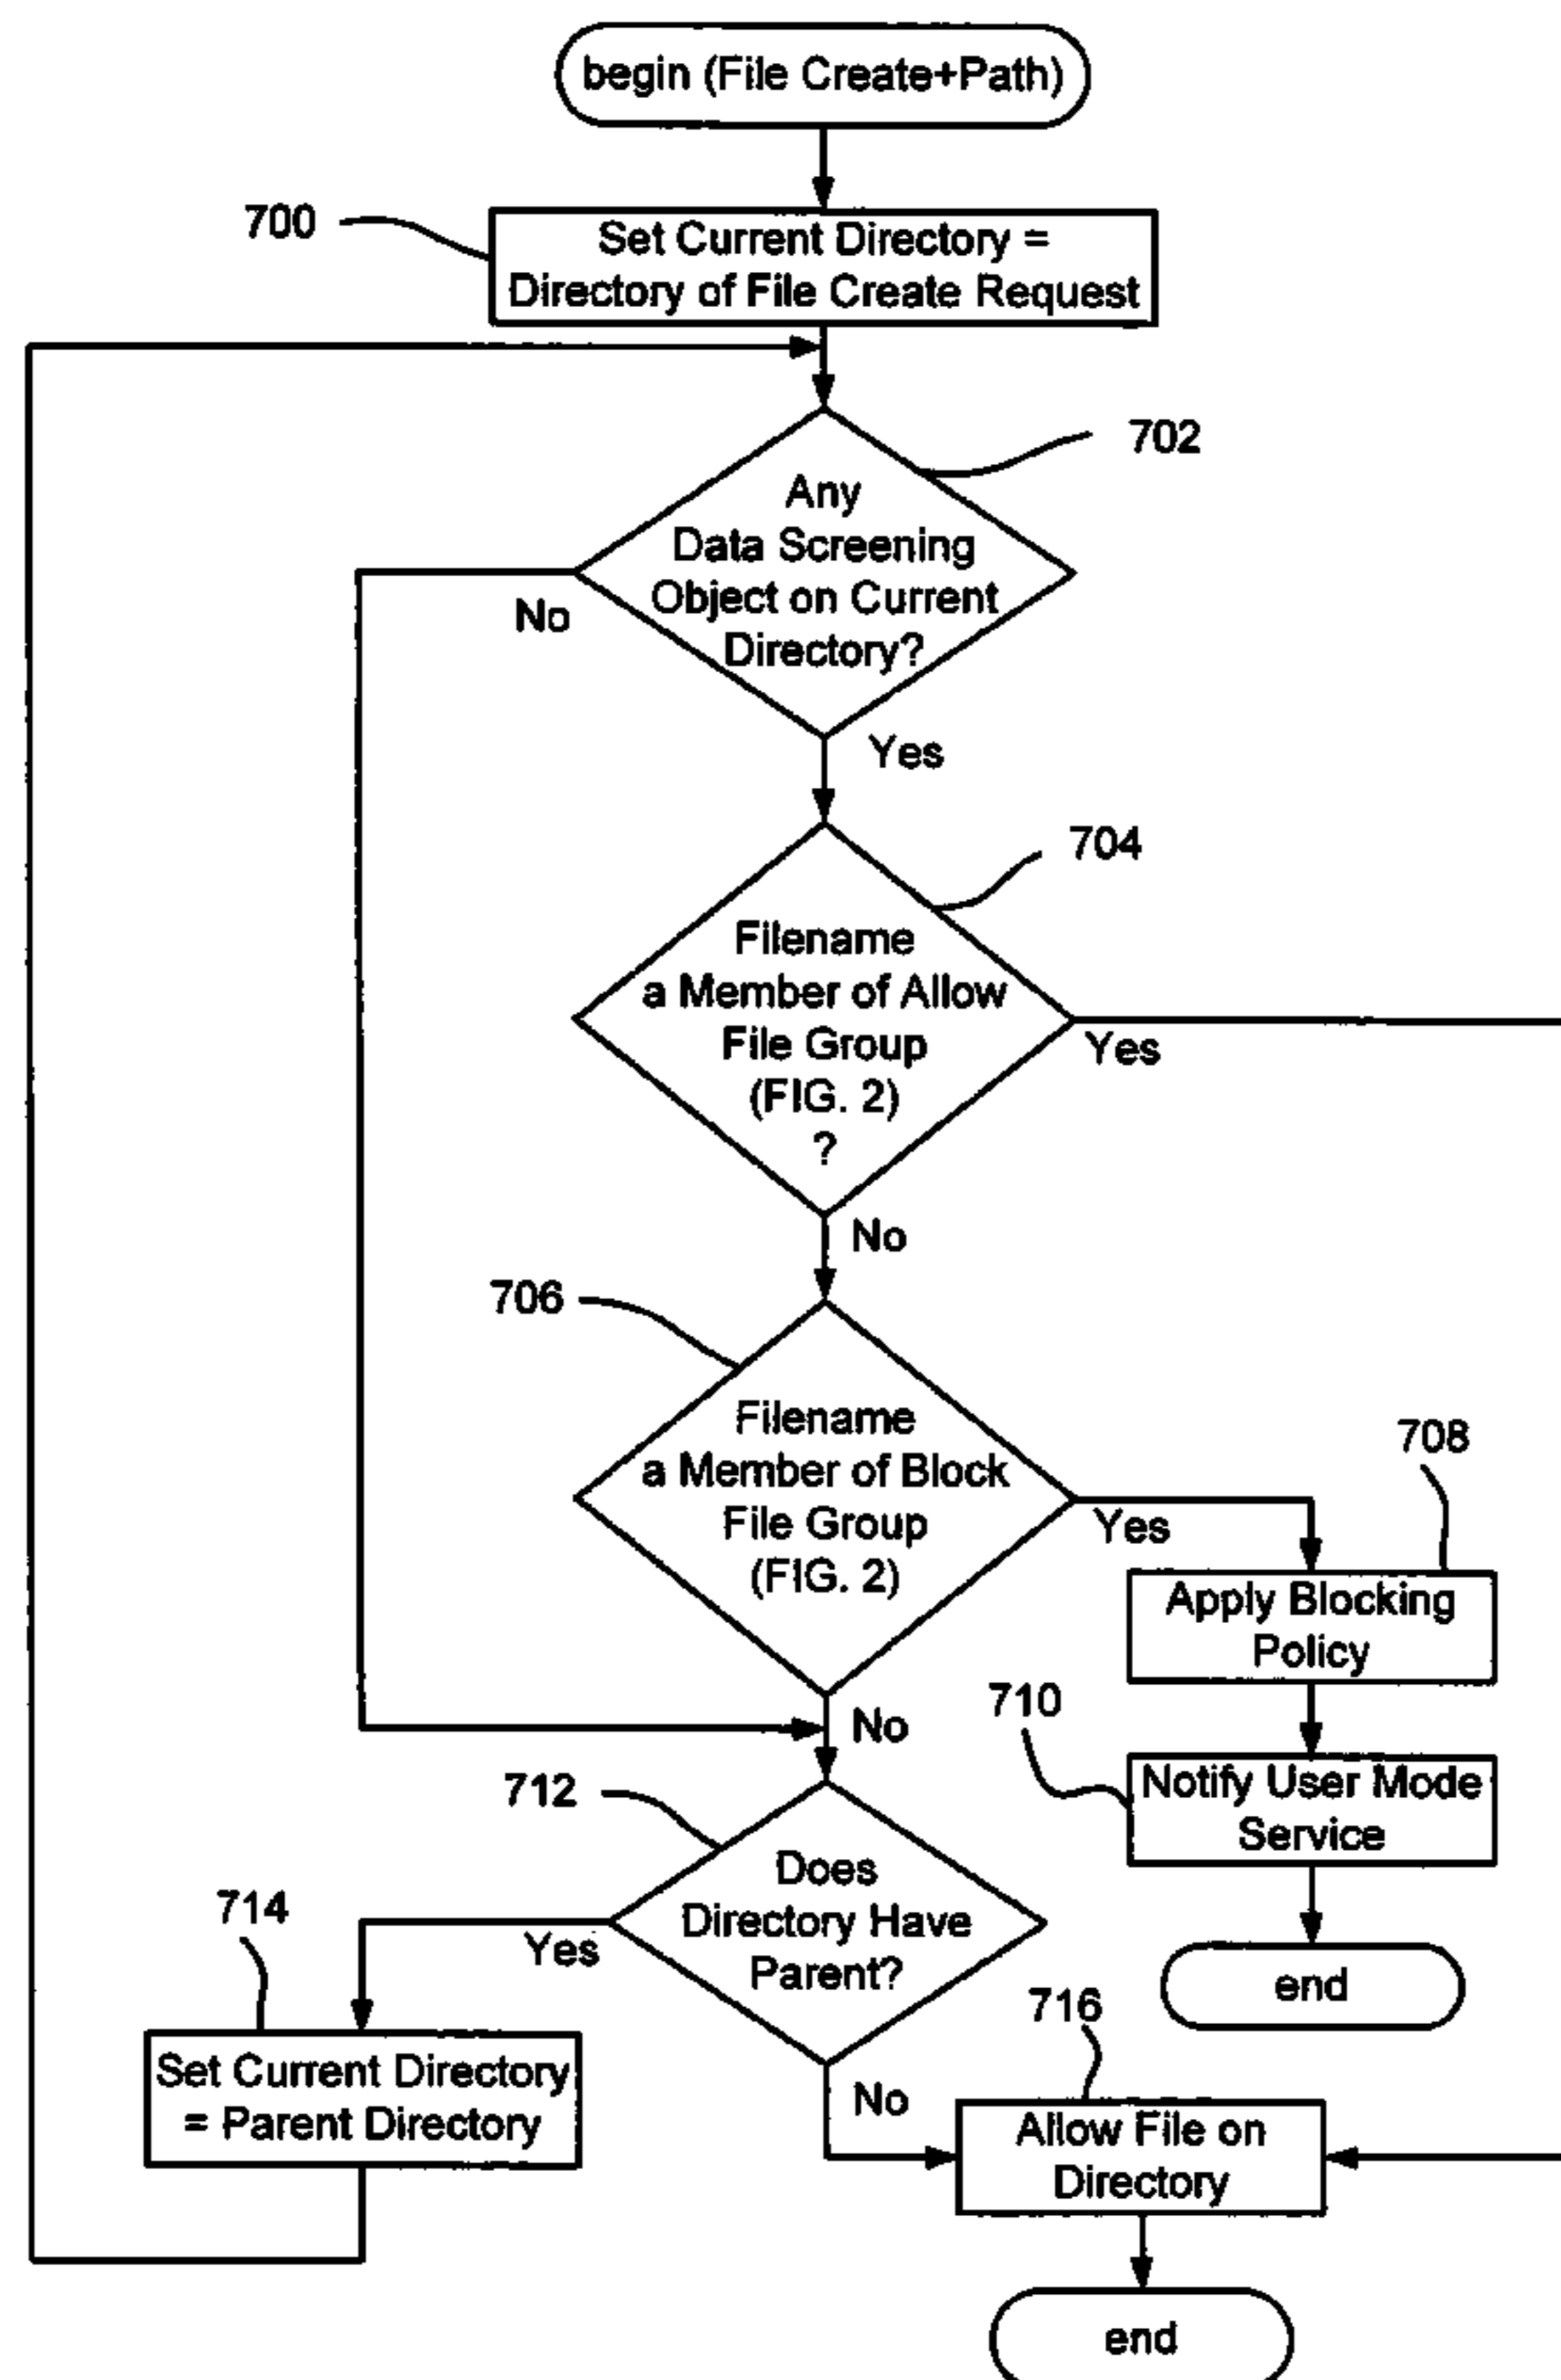 begin (File Create+Path)
700
Set Current Directory =
Directory of File Create Request
702
Any
Data Screening
Object on Current
Directory?
No
Yes
704
Filename
a Member of Allow
File Group
(FIG. 2)
?
Yes
No
706
Filename
a Member of Block
File Group
(FIG. 2)
Yes
708
Apply Blocking
Policy
No
710
Notify User Mode
Service
end
712
Does
Directory Have
Parent?
Yes
714
Set Current Directory
= Parent Directory
No
716
Allow File on
Directory
end